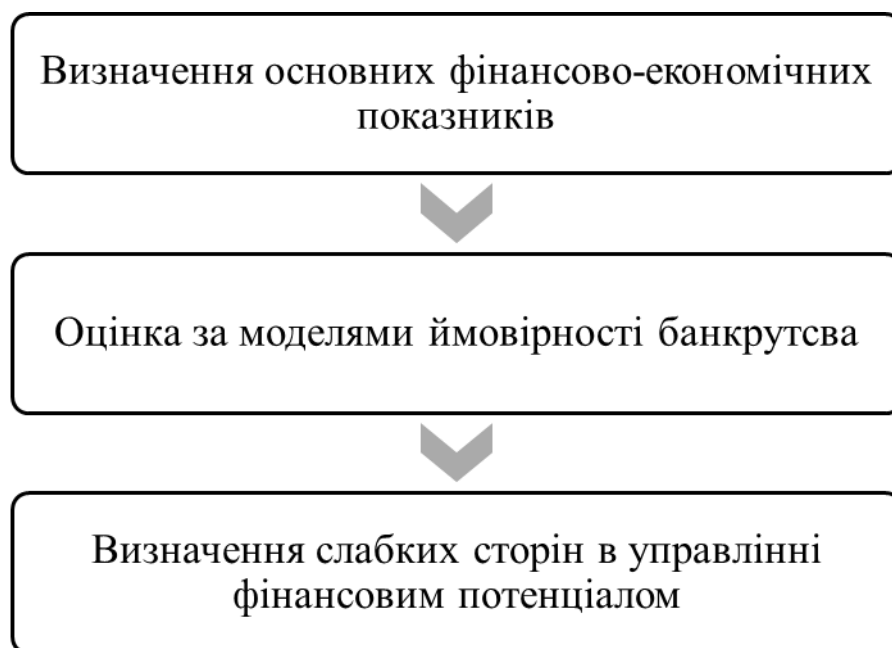 Визначення основних фінансово-економічних
показників
Оцінка за моделями ймовірності банкрутсва
Визначення слабких сторін в управлінні
фінансовим потенціалом